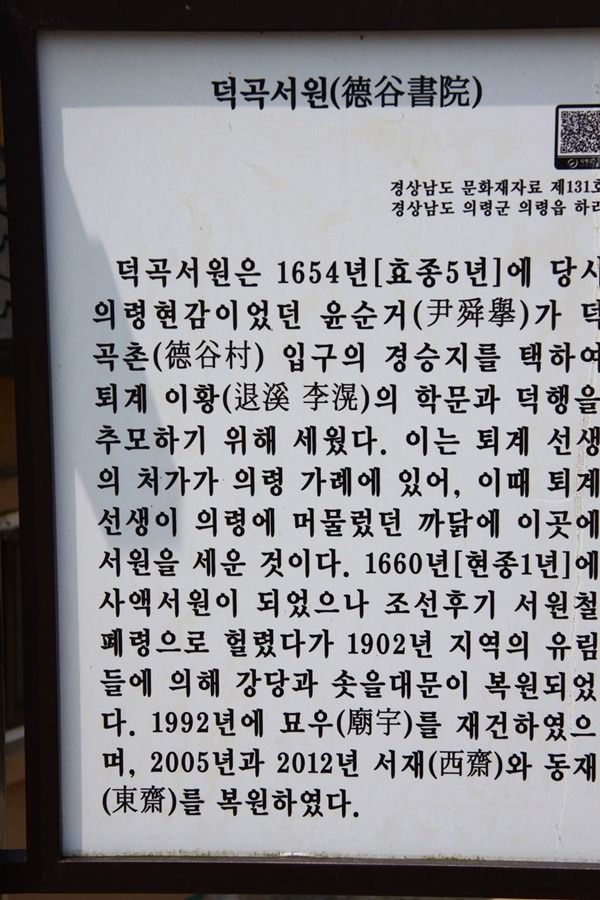 덕곡서원(德谷書院)
경상남도 문화재자료 제131호
경상남도 의령군 의령읍 하리
덕곡서원은 1654년[효종5년]에 당시
의령현감이었던 윤순거(尹舜擧)가 덕
곡촌(德谷村) 입구의 경승지를 택하여
퇴계 이황(退溪 李滉)의 학문과 덕행을
추모하기 위해 세웠다. 이는 퇴계 선생
의 처가가 의령 가례에 있어, 이때 퇴계
선생이 의령에 머물렀던 까닭에 이곳에
서원을 세운 것이다. 1660년[현종1년]에
사액서원이 되었으나 조선후기 서원철
폐령으로 헐렸다가 1902년 지역의 유림
들에 의해 강당과 솟을대문이 복원되었
다. 1992년에 묘우(廟宇)를 재건하였으
며, 2005년과 2012년 서재(西齋)와 동재
(東齋)를 복원하였다.